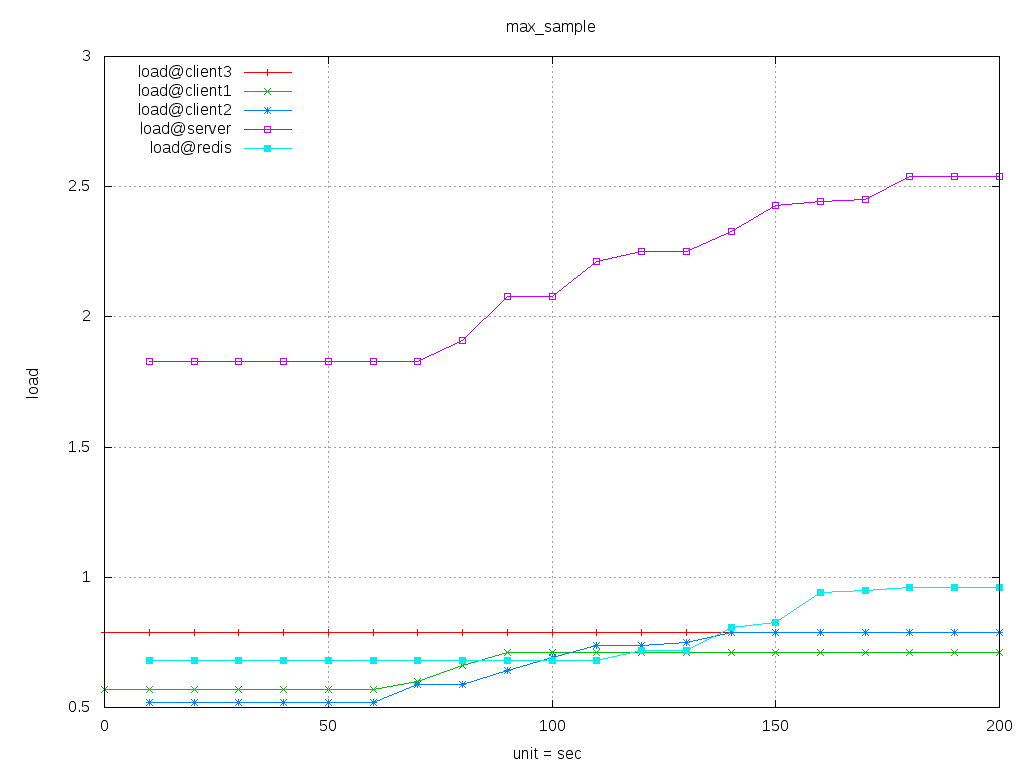 max_sample
load@client3
load@client1
load@client2
load@server
load@redis
3
2.5
2
1.5
1
0.5
load
0 50 100 150 200
unit = sec